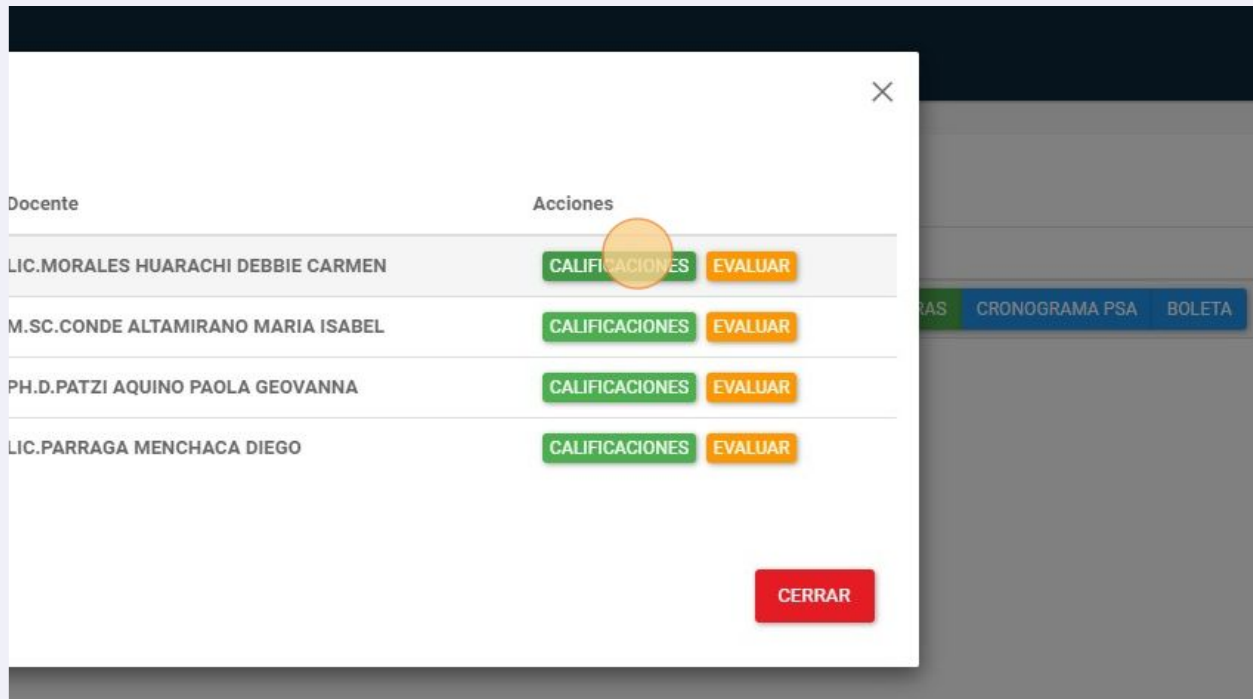 Docente Acciones
LIC.MORALES HUARACHI DEBBIE CARMEN CALIFICACIONES EVALUAR
M.SC.CONDE ALTAMIRANO MARIA ISABEL CALIFICACIONES EVALUAR
RAS CRONOGRAMA PSA BOLETA
PH.D.PATZI AQUINO PAOLA GEOVANNA CALIFICACIONES EVALUAR
LIC.PARRAGA MENCHACA DIEGO CALIFICACIONES EVALUAR
CERRAR